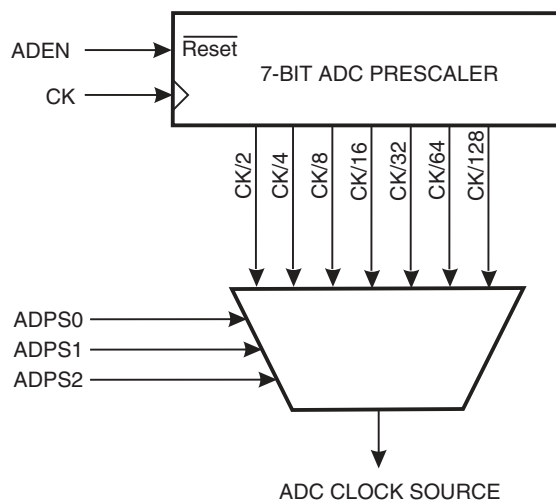 ADEN
Reset
7-BIT ADC PRESCALER
CK
CK/2
CK/4
CK/8
CK/16
CK/32
CK/64
CK/128
ADPS0
ADPS1
ADPS2
ADC CLOCK SOURCE